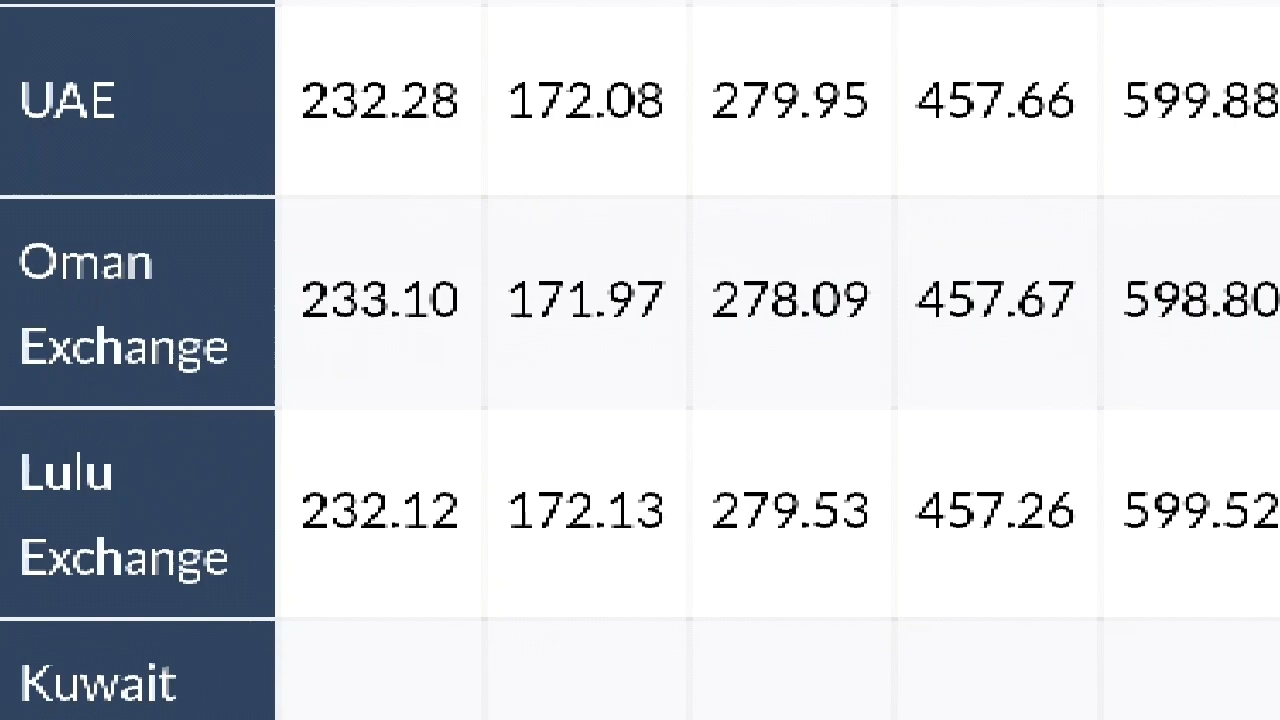 UAE 232.28 172.08 279.95 457.66 599.88
Oman
Exchange 233.10 171.97 278.09 457.67 598.80
Lulu
Exchange 232.12 172.13 279.53 457.26 599.52
Kuwait